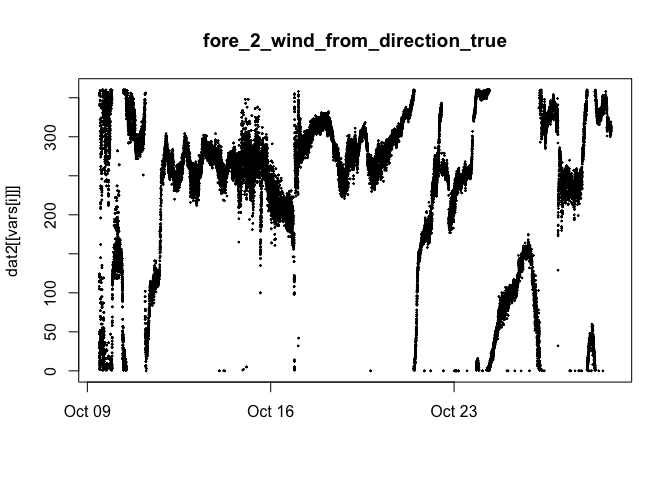 fore_2_wind_from_direction_true
dat2[[vars[i]]]
300
200
100
50
0
Oct 09
Oct 16
Oct 23